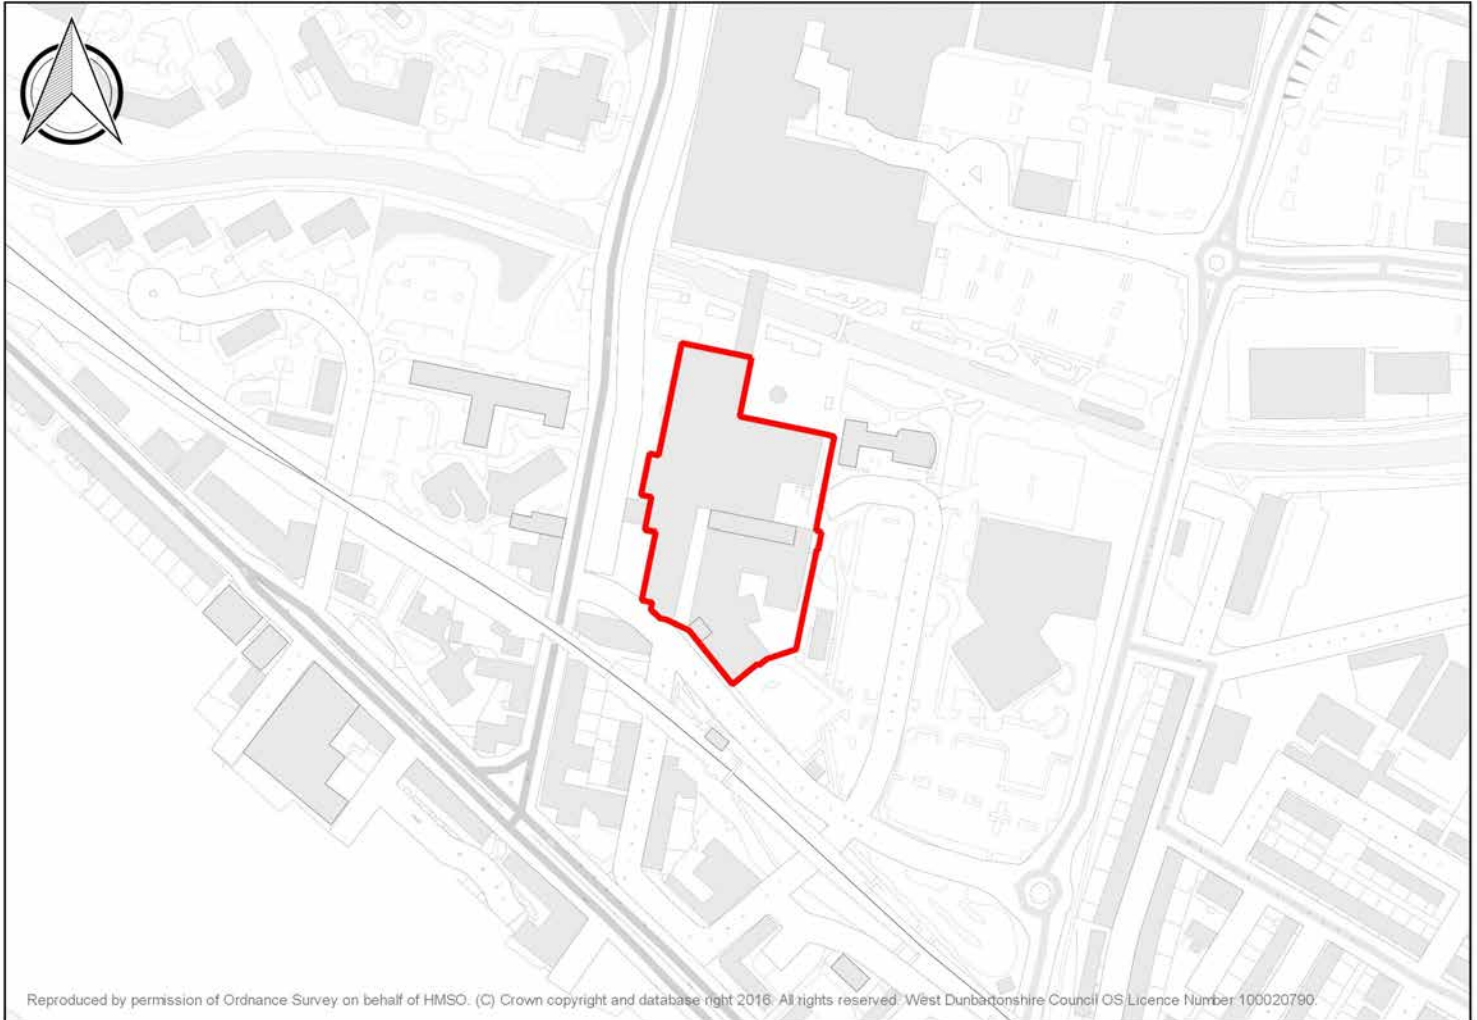 Reproduced by permission of Ordnance Survey on behalf of HMSO. (C) Crown copyright and database right 2016. All rights reserved. West Dunbartonshire Council OS Licence Number 100020790.